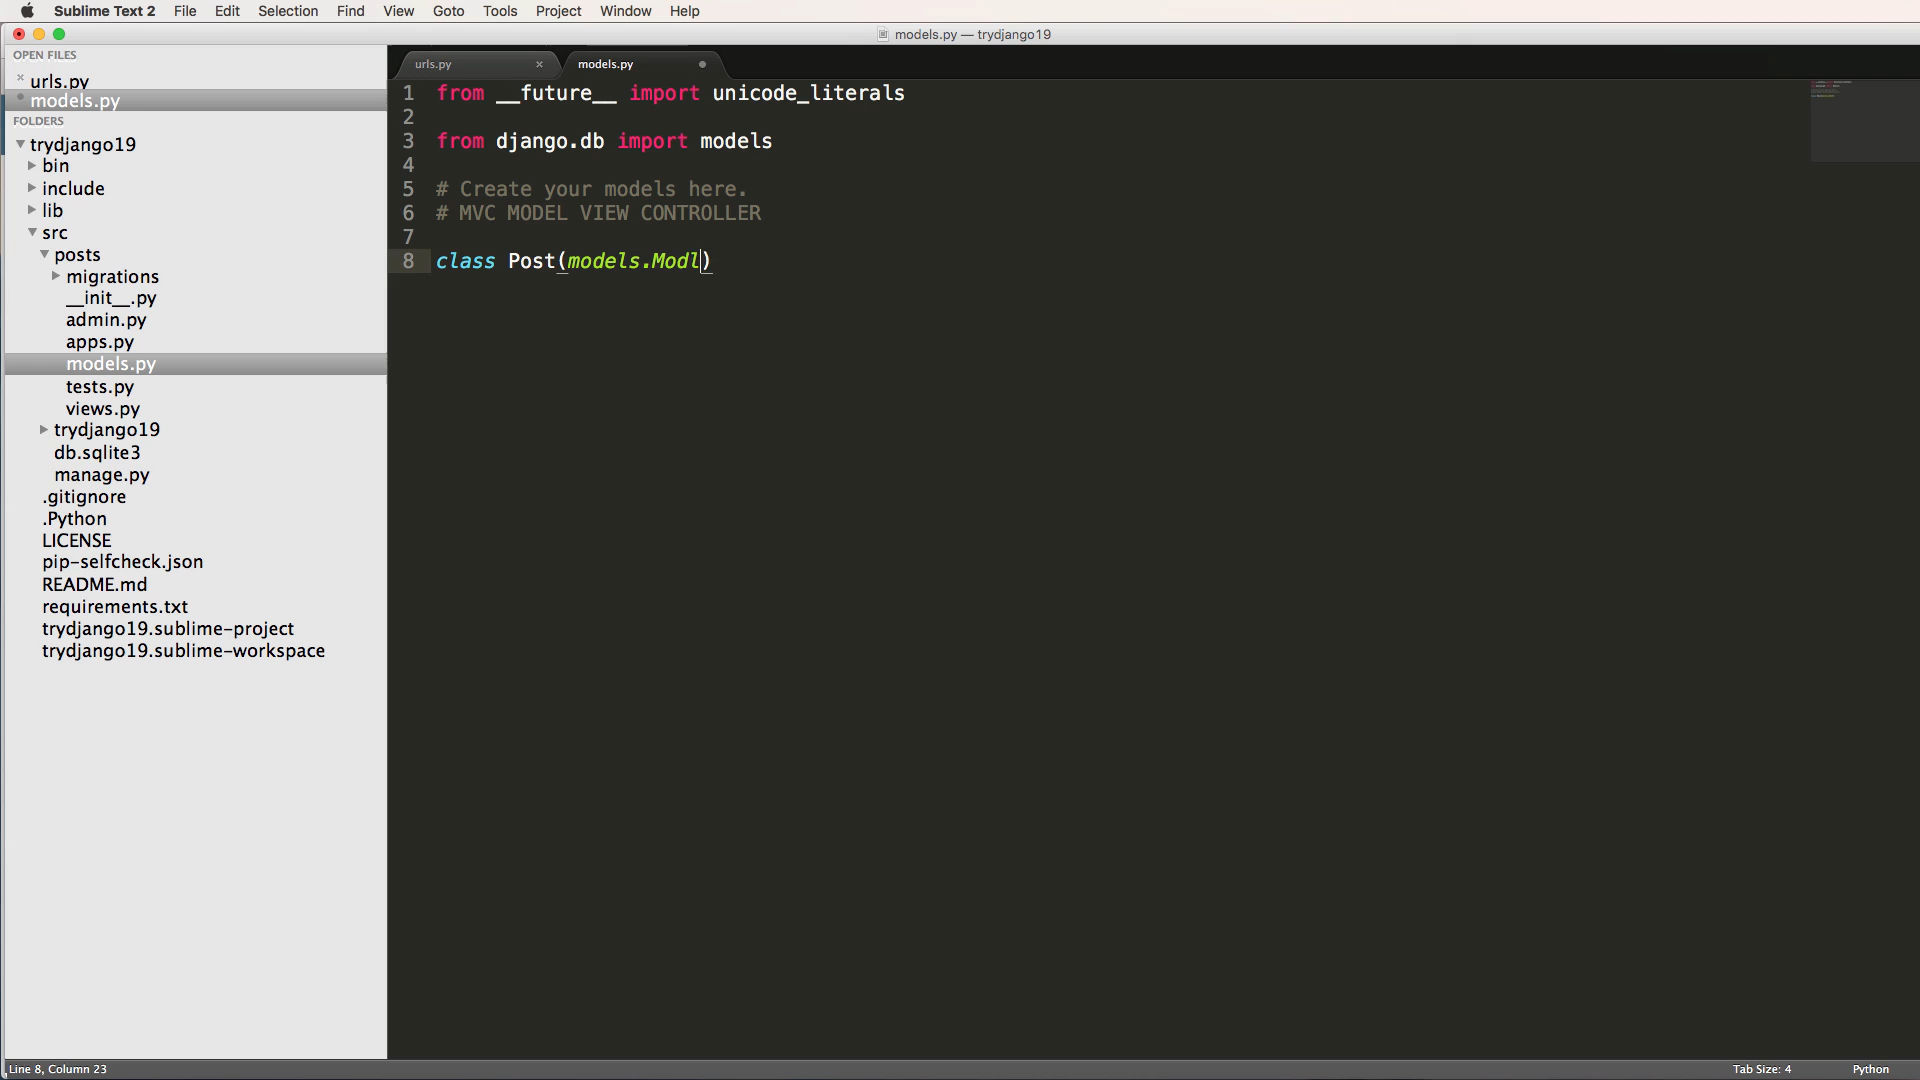 Sublime Text 2 File Edit Selection Find View Goto Tools Project Window Help
models.py — trydjango19
OPEN FILES
urls.py
models.py
FOLDERS
trydjango19
bin
include
lib
src
posts
migrations
__init__.py
admin.py
apps.py
models.py
tests.py
views.py
trydjango19
db.sqlite3
manage.py
.gitignore
.Python
LICENSE
pip-selfcheck.json
README.md
requirements.txt
trydjango19.sublime-project
trydjango19.sublime-workspace
urls.py × models.py
1 from __future__ import unicode_literals
2
3 from django.db import models
4
5 # Create your models here.
6 # MVC MODEL VIEW CONTROLLER
7
8 class Post(models.Modl)
Line 8, Column 23 Tab Size: 4 Python